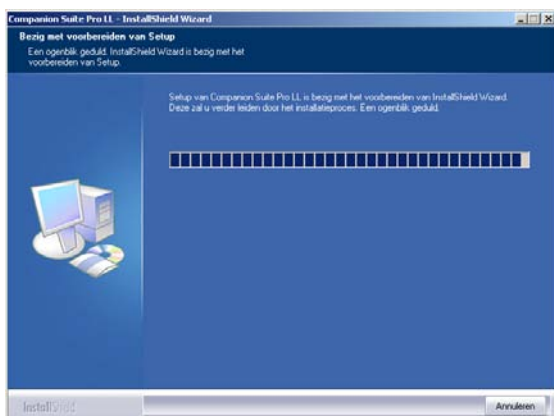 Companion Suite Pro LL - InstallShield Wizard
Bezig met voorbereiden van Setup
Een ogenblik geduld. InstallShield Wizard is bezig met het
voorbereiden van Setup.
Setup van Companion Suite Pro LL is bezig met het voorbereiden van InstallShield Wizard.
Deze zal u verder leiden door het installatieproces. Een ogenblik geduld.
InstallShield
Annuleren